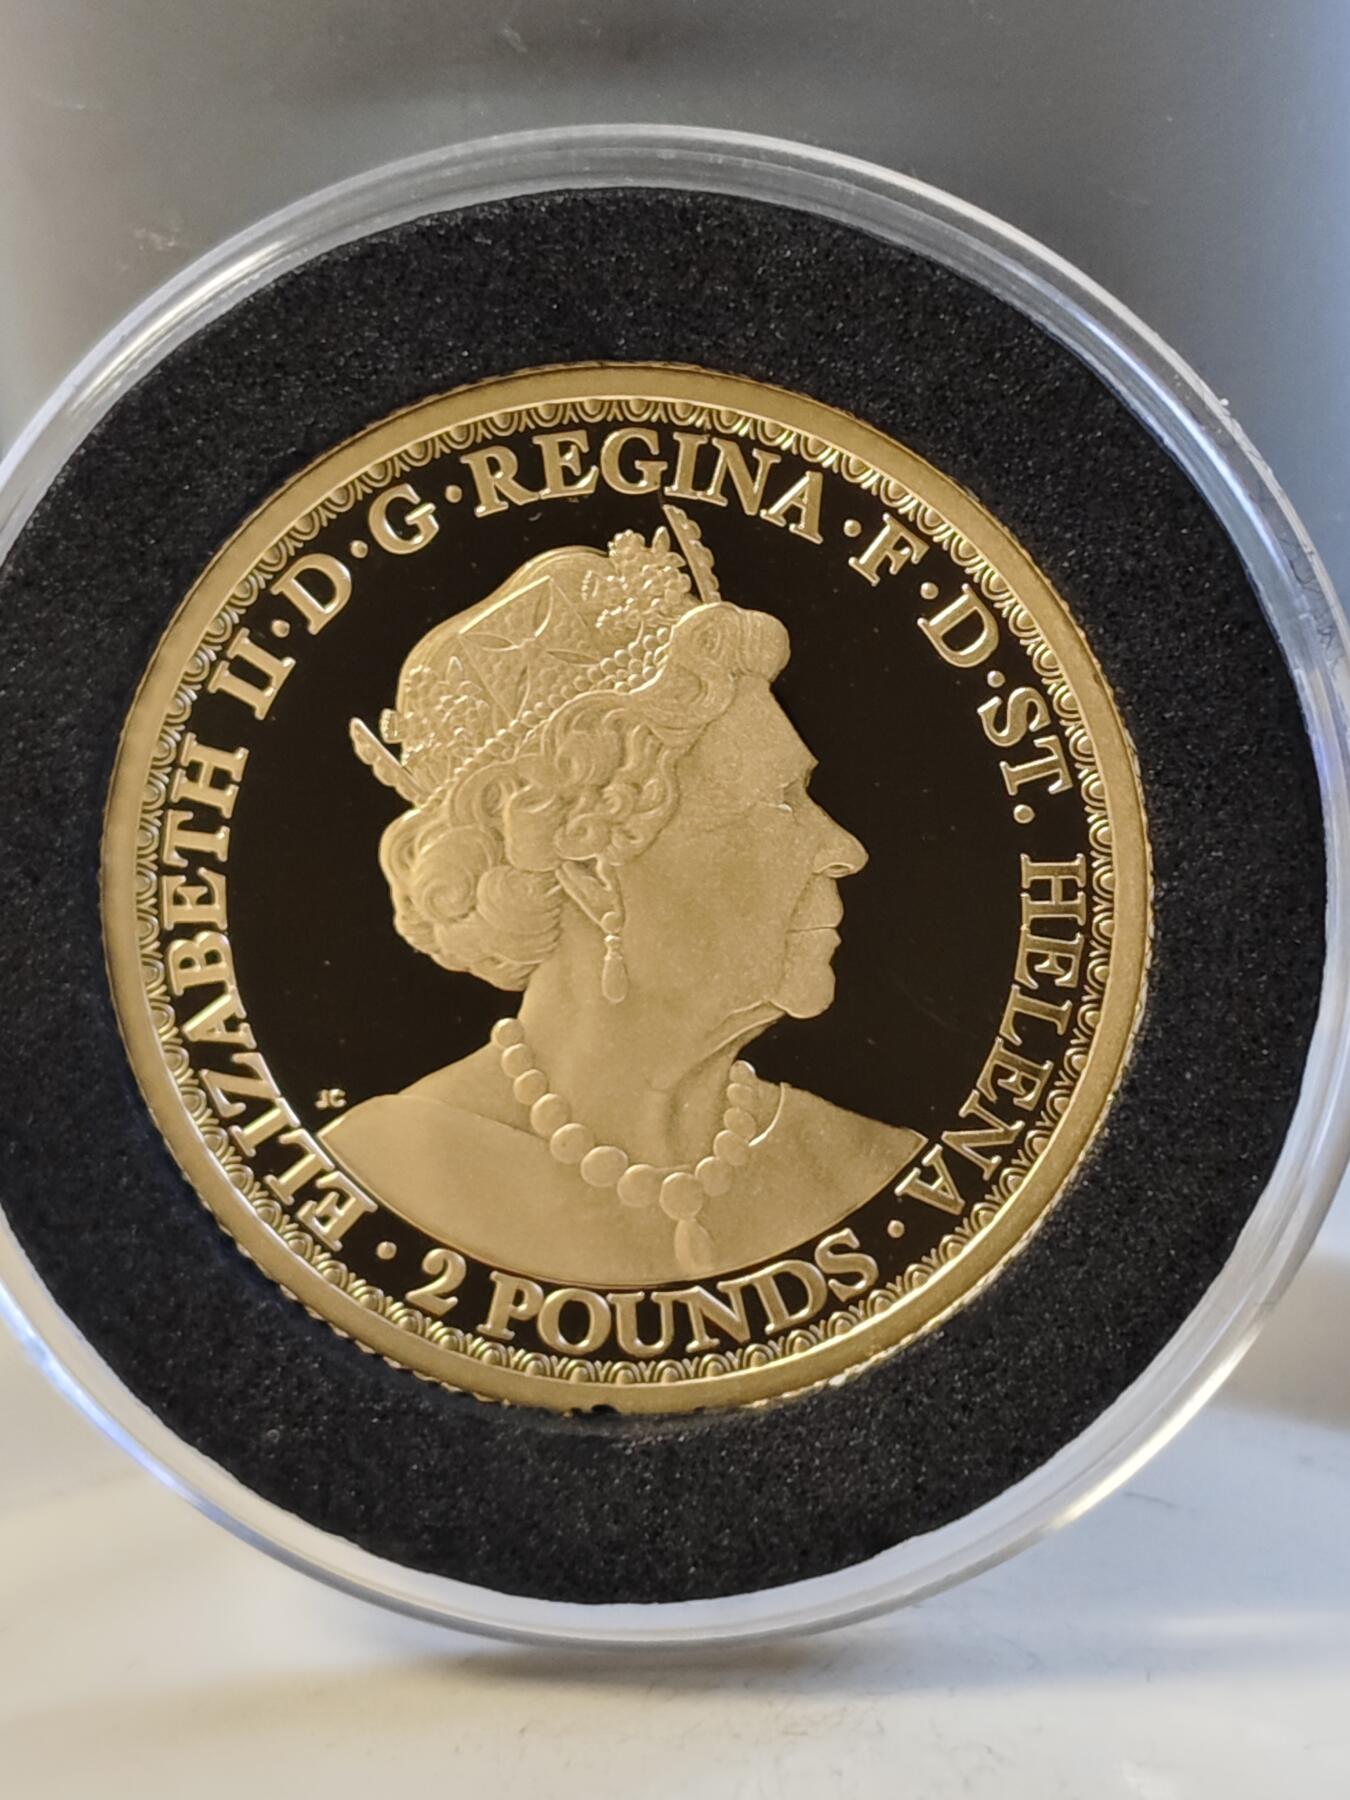 ELIZABETH II·D·G·REGINA·F·D·ST. HELENA·
2 POUNDS·
JC